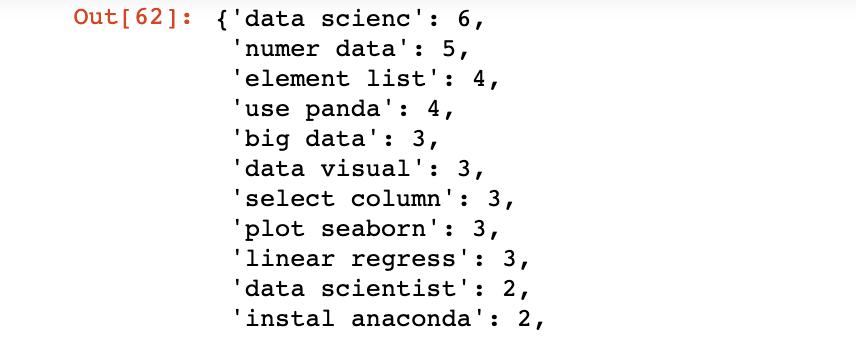 Out[62]: {'data scienc': 6,
'numer data': 5,
'element list': 4,
'use panda': 4,
'big data': 3,
'data visual': 3,
'select column': 3,
'plot seaborn': 3,
'linear regress': 3,
'data scientist': 2,
'instal anaconda': 2,